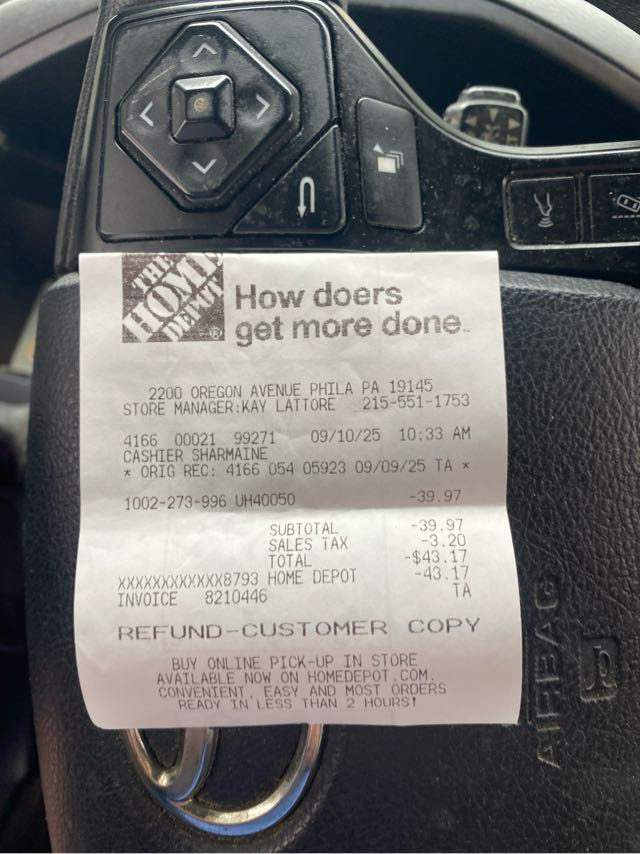 THE
HOME
DEPOT®
How doers
get more done™
2200 OREGON AVENUE PHILA PA 19145
STORE MANAGER:KAY LATTORE 215-551-1753
4166 00021 99271 09/10/25 10:33 AM
CASHIER SHARMAINE
* ORIG REC: 4166 054 05923 09/09/25 TA *
1002-273-996 UH40050 -39.97
SUBTOTAL -39.97
SALES TAX -3.20
TOTAL -$43.17
XXXXXXXXXXXX8793 HOME DEPOT -43.17
INVOICE 8210446 TA
REFUND-CUSTOMER COPY
BUY ONLINE PICK-UP IN STORE
AVAILABLE NOW ON HOMEDEPOT.COM.
CONVENIENT, EASY AND MOST ORDERS
READY IN LESS THAN 2 HOURS!
AIRBAG